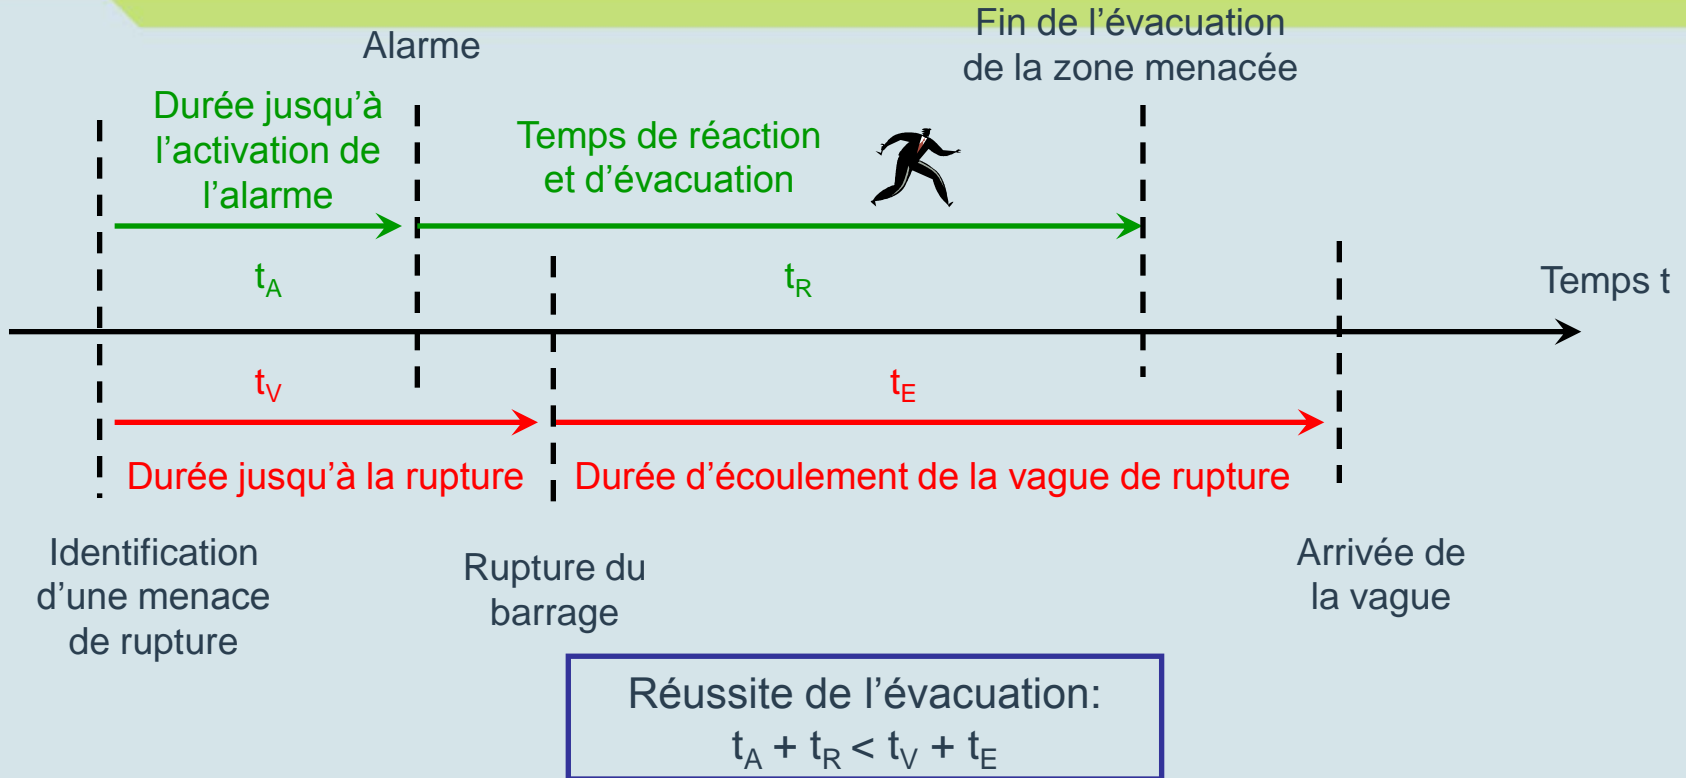 Alarme
Fin de l’évacuation
de la zone menacée
Durée jusqu’à
l’activation de
l’alarme
Temps de réaction
et d’évacuation
tA
tR
Temps t
tV
tE
Durée jusqu’à la rupture
Durée d’écoulement de la vague de rupture
Identification
d’une menace
de rupture
Rupture du
barrage
Arrivée de
la vague
Réussite de l’évacuation:
tA + tR < tV + tE